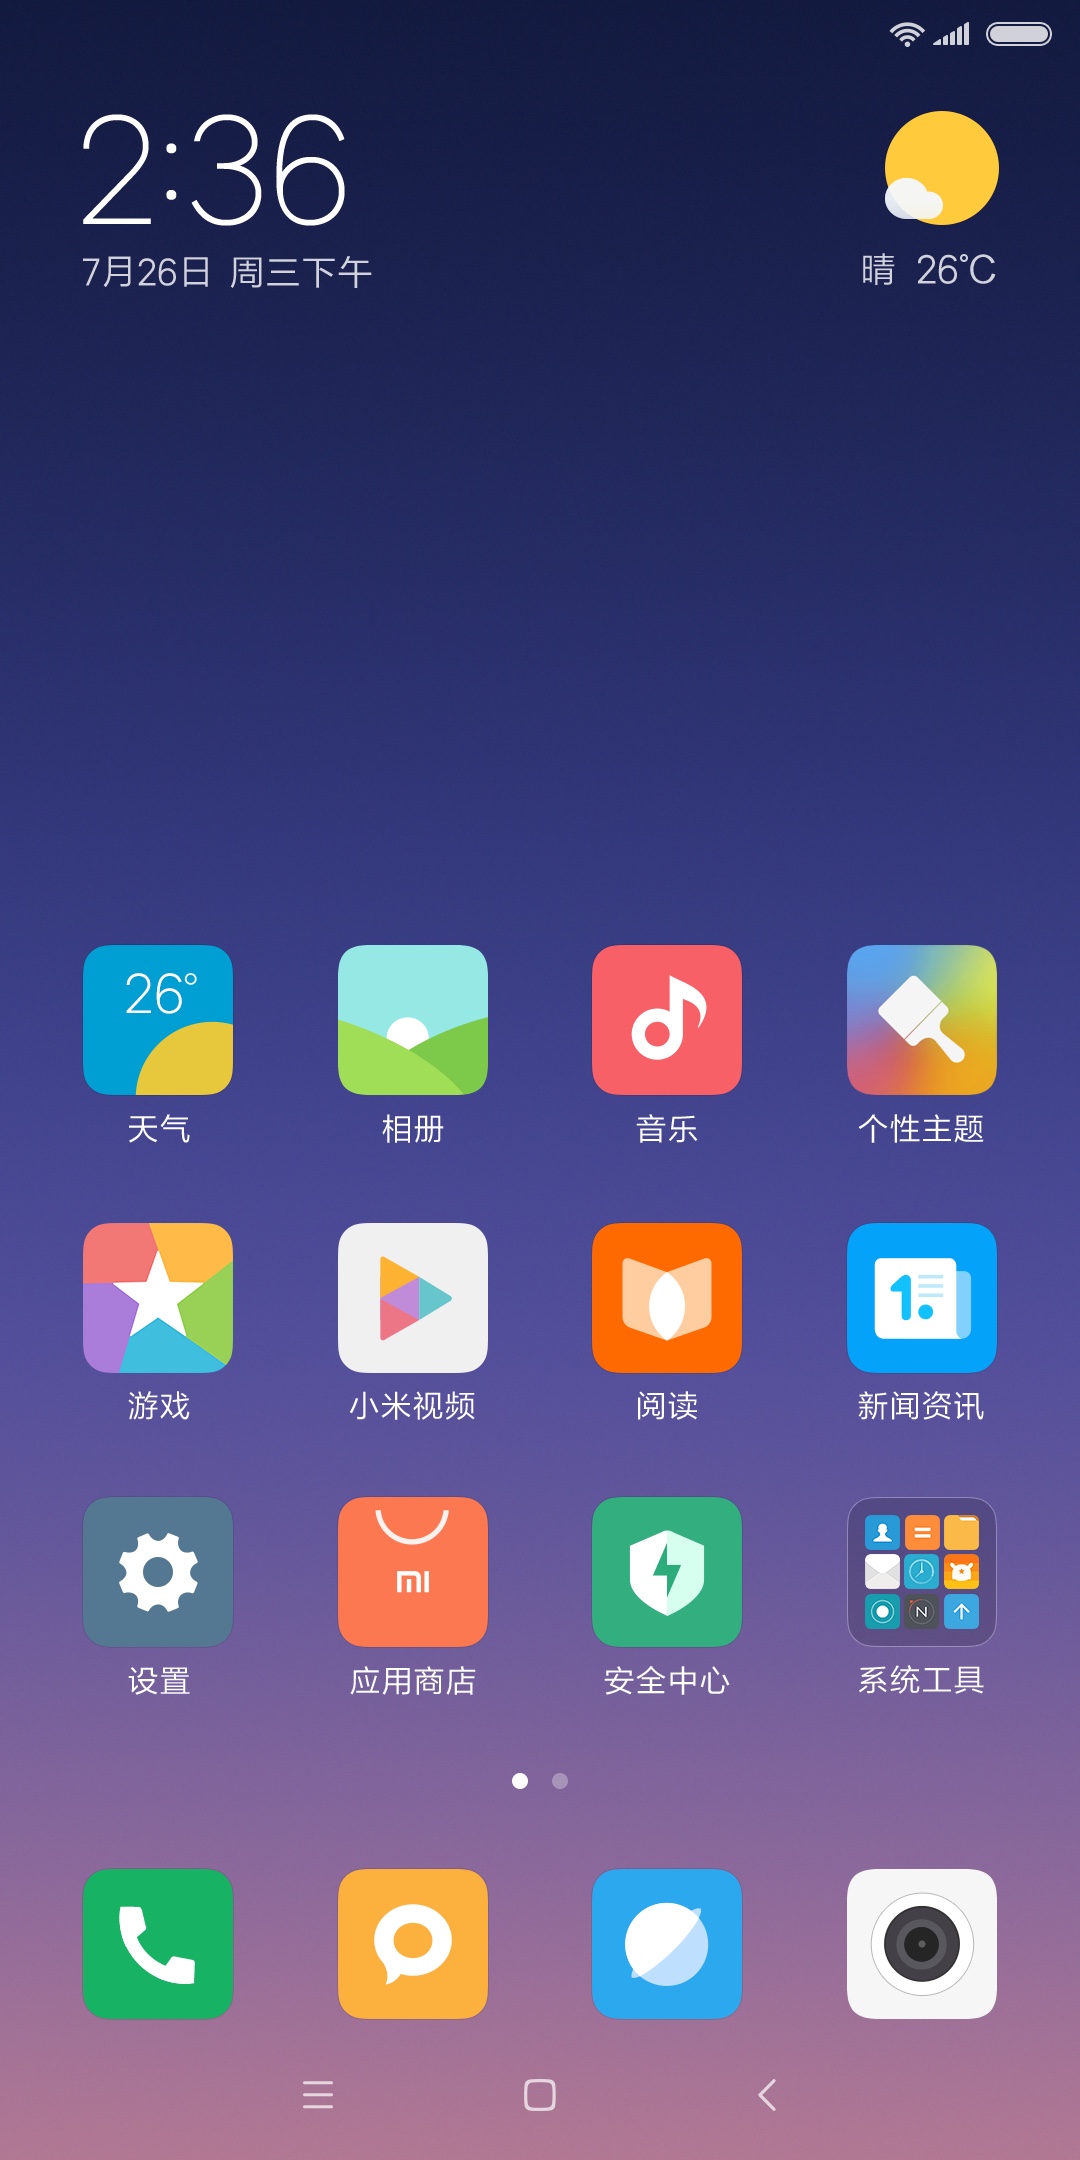 2:36
7月26日 周三下午
晴 26℃
26°
天气
相册
音乐
个性主题
1.
游戏
小米视频
阅读
新闻资讯
mi
N
设置
应用商店
安全中心
系统工具